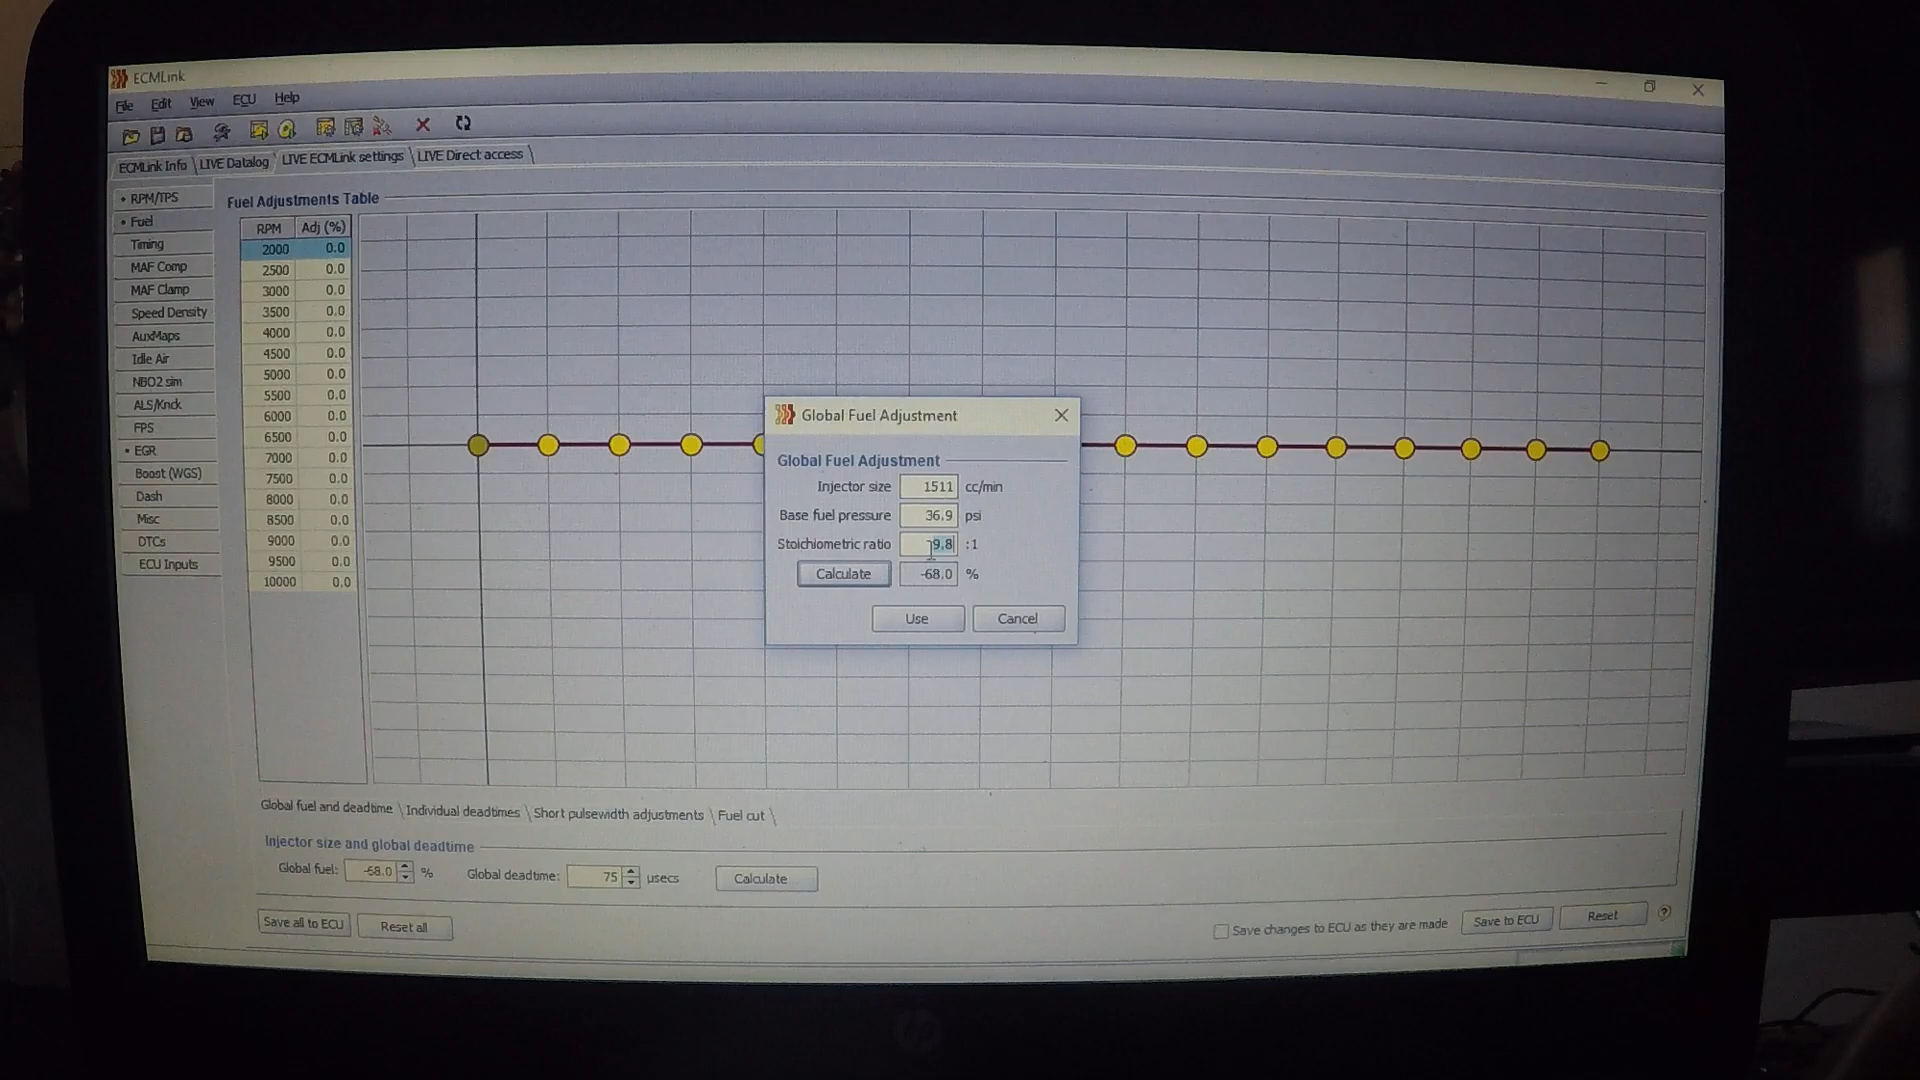 ECMLink
File Edit View ECU Help
ECMLink Info LIVE Datalog LIVE ECMLink settings LIVE Direct access
RPM/TPS
Fuel
Timing
MAF Comp
MAF Clamp
Speed Density
AuxMaps
Idle Air
NBO2 sim
ALS/Knck
FPS
EGR
Boost (WGS)
Dash
Misc
DTCs
ECU Inputs
Fuel Adjustments Table
RPM Adj (%)
2000 0.0
2500 0.0
3000 0.0
3500 0.0
4000 0.0
4500 0.0
5000 0.0
5500 0.0
6000 0.0
6500 0.0
7000 0.0
7500 0.0
8000 0.0
8500 0.0
9000 0.0
9500 0.0
10000 0.0
Global Fuel Adjustment
Global Fuel Adjustment
Injector size 1511 cc/min
Base fuel pressure 36.9 psi
Stoichiometric ratio 9.8 :1
Calculate -68.0 %
Use Cancel
Global fuel and deadtime Individual deadtimes Short pulsewidth adjustments Fuel cut
Injector size and global deadtime
Global fuel: -68.0 % Global deadtime: 75 µsecs Calculate
Save all to ECU Reset all Save changes to ECU as they are made Save to ECU Reset ?
hp